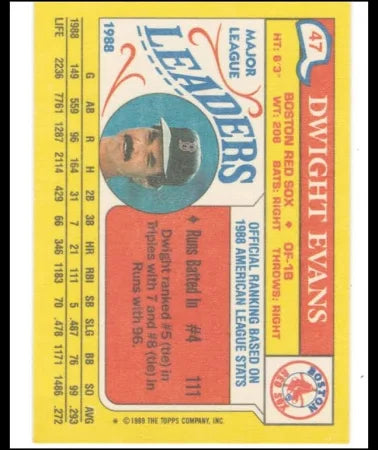 47
DWIGHT EVANS
BOSTON RED SOX ♦ OF-1B
HT: 6'3" WT: 208 BATS: RIGHT THROWS: RIGHT
MAJOR LEAGUE
LEADERS
1988
B
BOSTON
RED SOX
OFFICIAL RANKING BASED ON
1988 AMERICAN LEAGUE STATS
♦ Runs Batted In #4 111
Dwight ranked #5 (tie) in
Triples with 7 and #8 (tie) in
Runs with 96.
G AB R H 2B 3B HR RBI SB SLG BB SO AVG
1988 149 559 96 164 31 7 21 111 5 .487 76 99 .293
LIFE 2236 7761 1287 2114 429 66 346 1183 70 .478 1171 1486 .272
* © 1989 THE TOPPS COMPANY, INC.